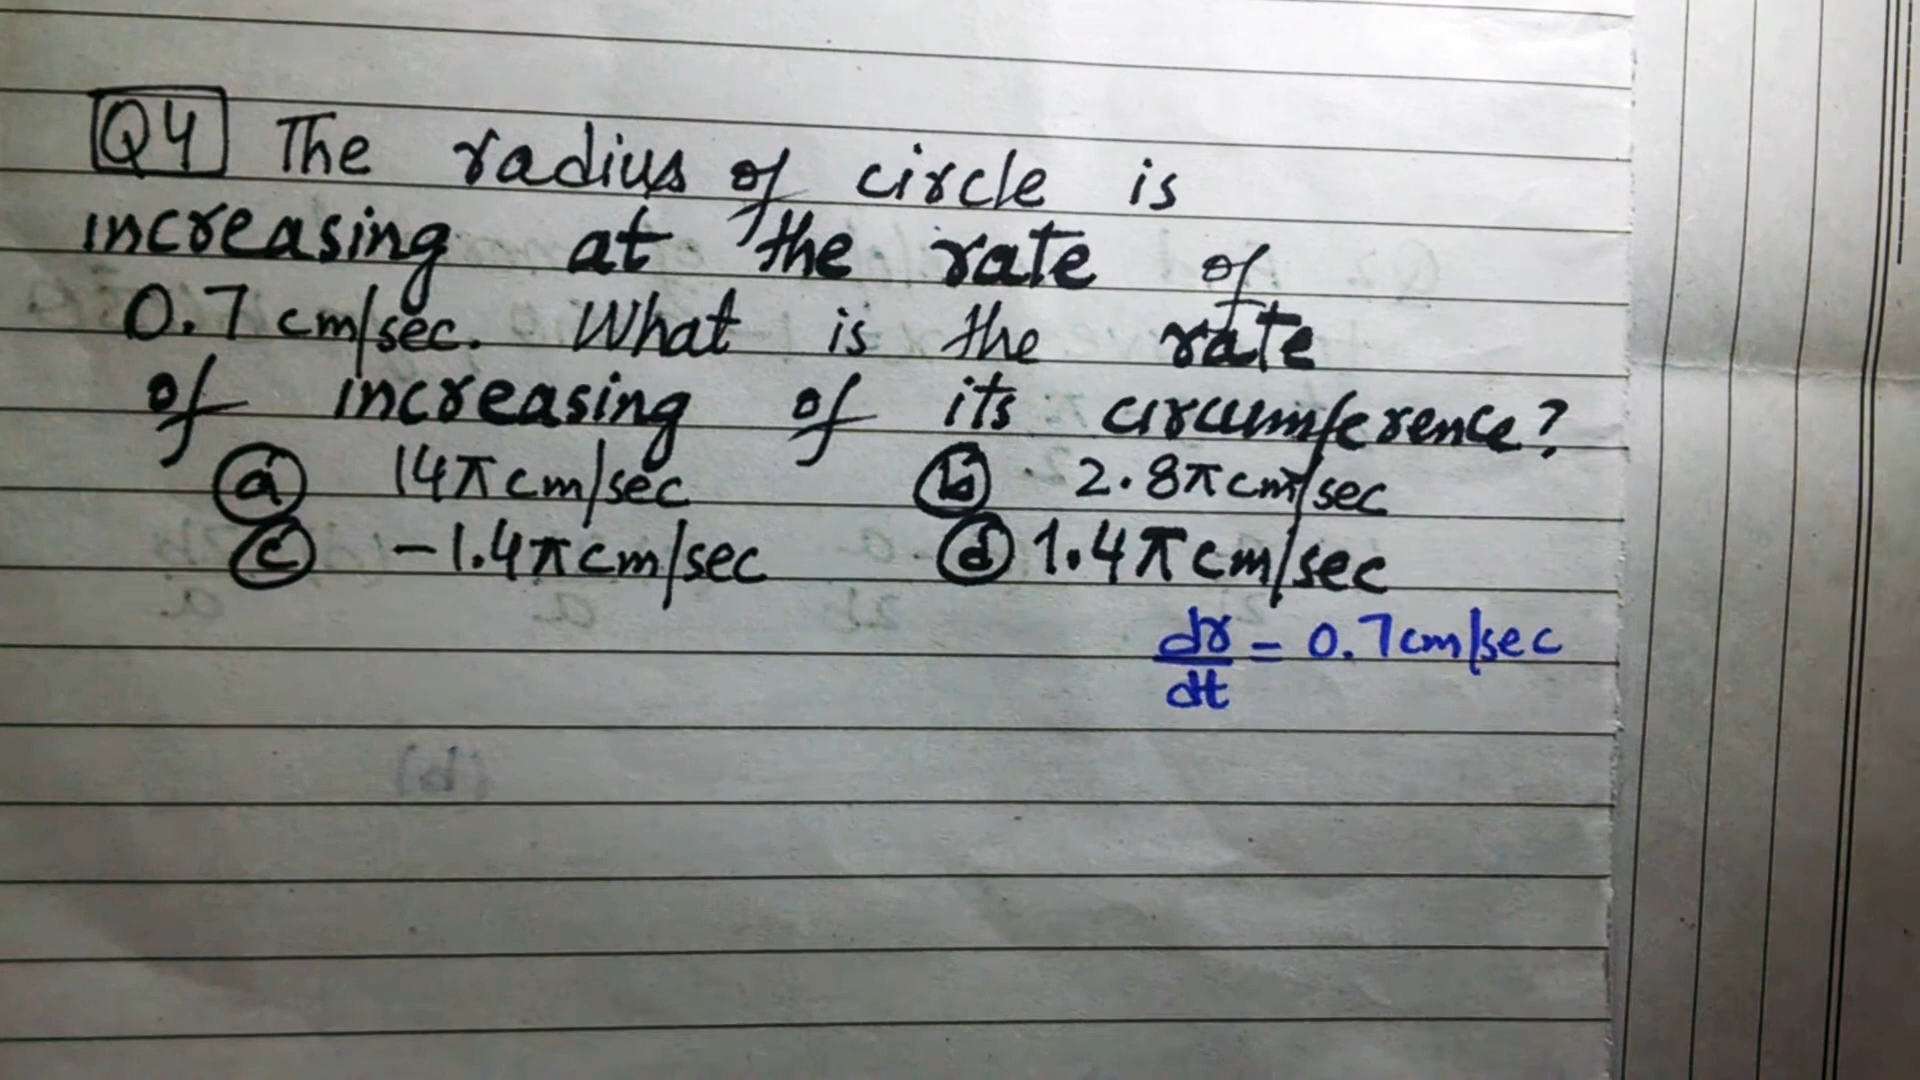 Q4 The radius of circle is
increasing at the rate of
0.7 cm/sec. What is the rate
of increasing of its circumference?
(a) 14π cm/sec (b) 2.8π cm/sec
(c) -1.4π cm/sec (d) 1.4π cm/sec
dr/dt = 0.7 cm/sec